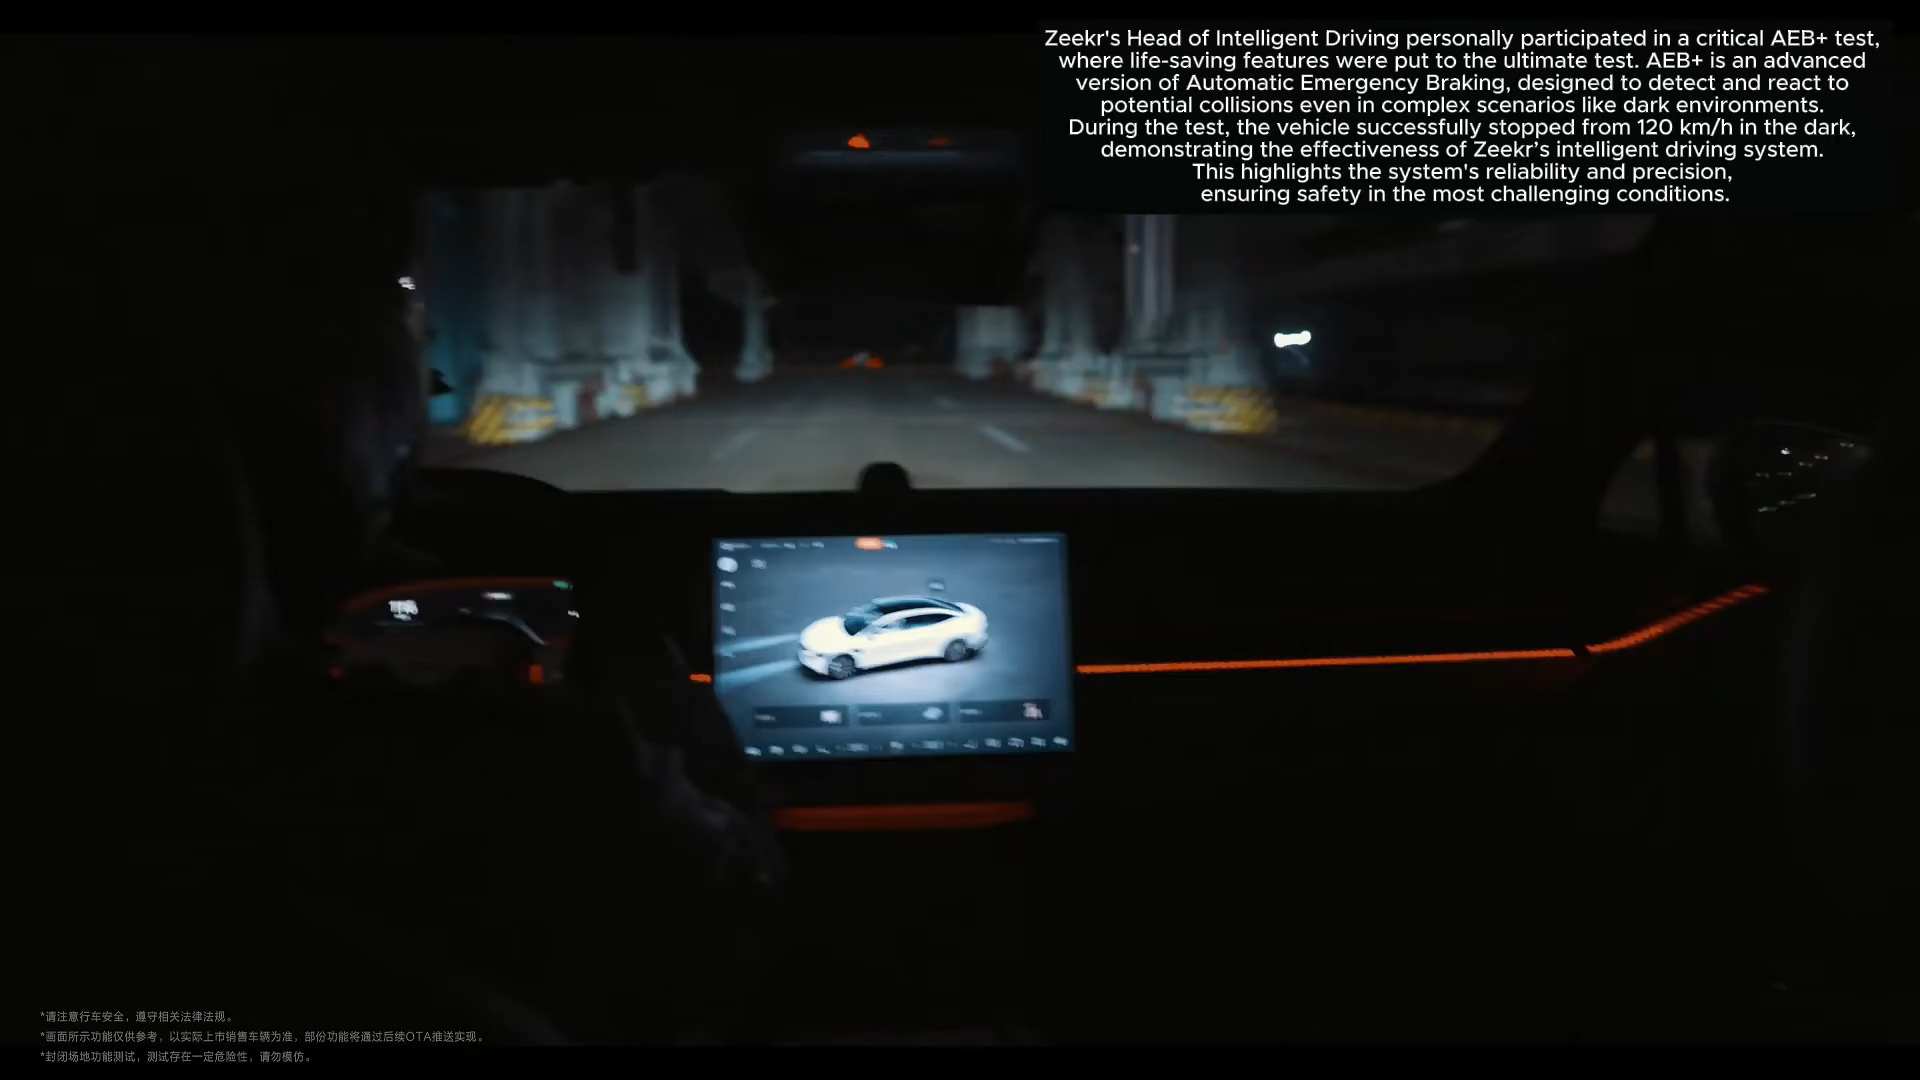 Zeekr's Head of Intelligent Driving personally participated in a critical AEB+ test,
where life-saving features were put to the ultimate test. AEB+ is an advanced
version of Automatic Emergency Braking, designed to detect and react to
potential collisions even in complex scenarios like dark environments.
During the test, the vehicle successfully stopped from 120 km/h in the dark,
demonstrating the effectiveness of Zeekr’s intelligent driving system.
This highlights the system's reliability and precision,
ensuring safety in the most challenging conditions.
*请注意行车安全，遵守相关法律法规。
*画面所示功能仅供参考，以实际上市销售车辆为准，部份功能将通过后续OTA推送实现。
*封闭场地功能测试，测试存在一定危险性，请勿模仿。